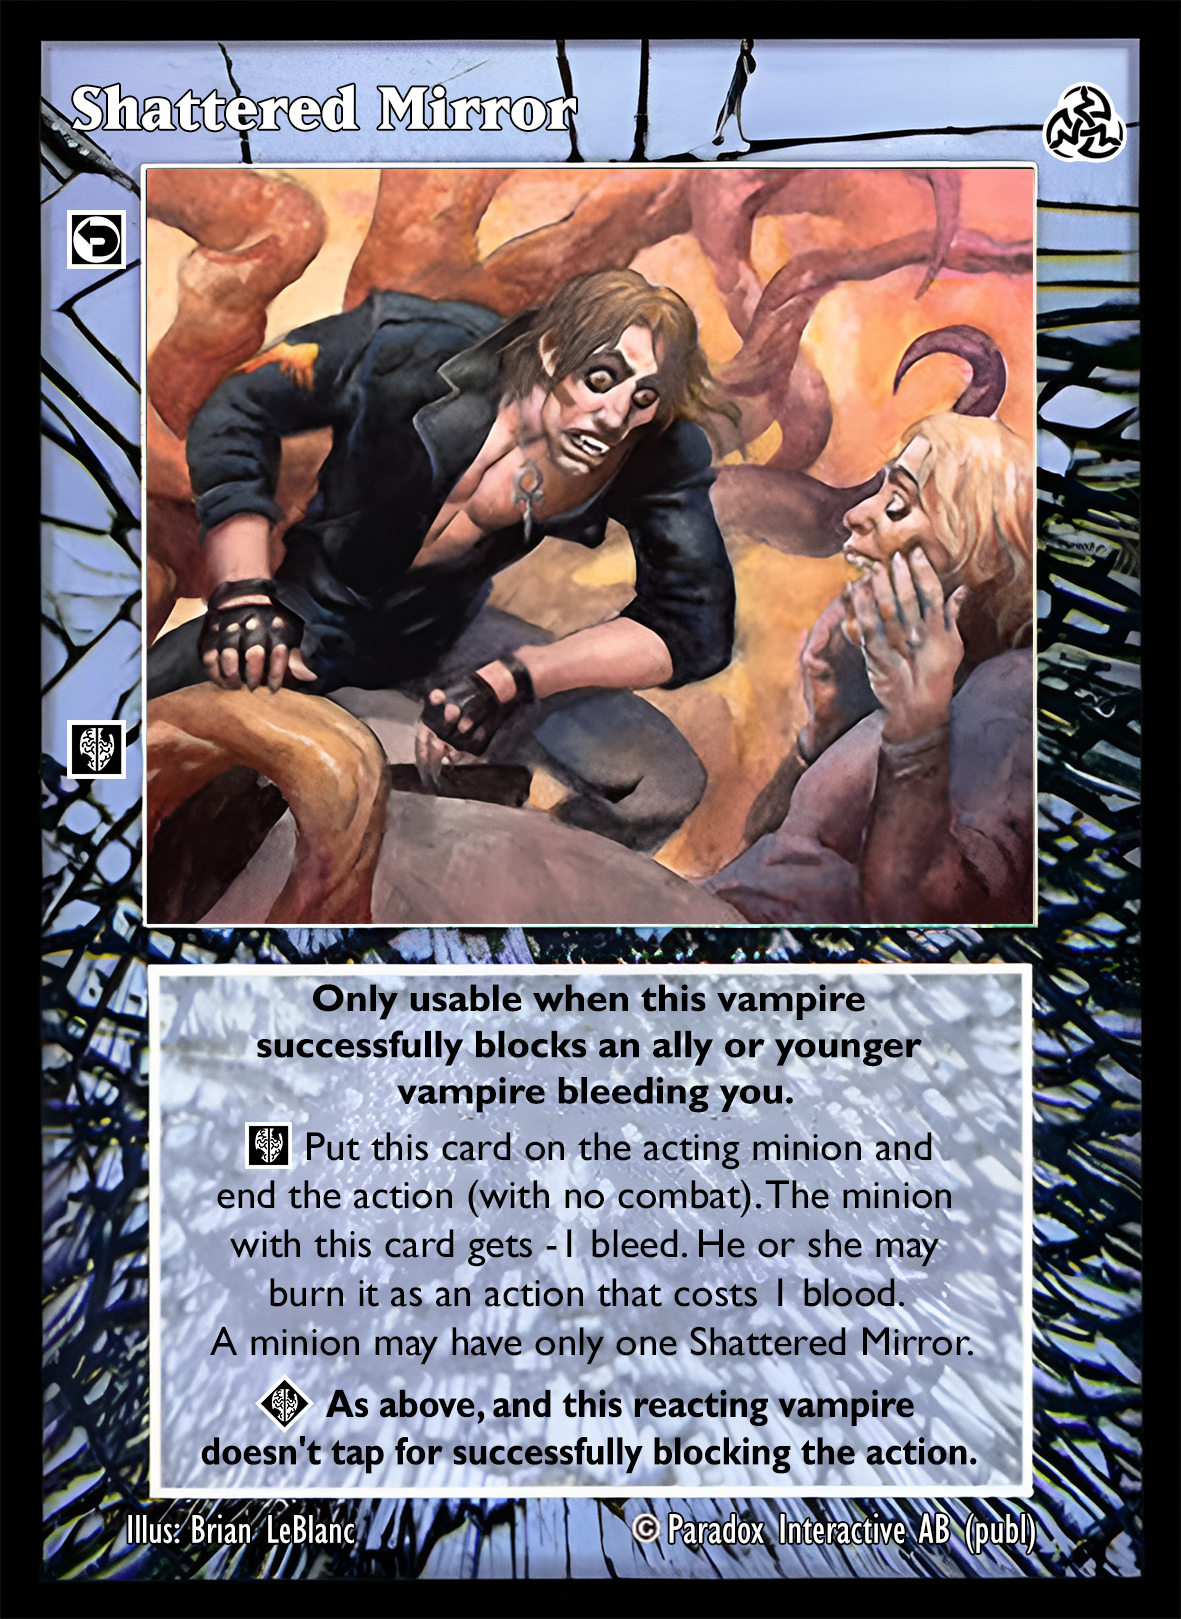 Shattered Mirror
Only usable when this vampire
successfully blocks an ally or younger
vampire bleeding you.
Put this card on the acting minion and
end the action (with no combat). The minion
with this card gets -1 bleed. He or she may
burn it as an action that costs 1 blood.
A minion may have only one Shattered Mirror.
As above, and this reacting vampire
doesn't tap for successfully blocking the action.
Illus: Brian LeBlanc
© Paradox Interactive AB (publ)